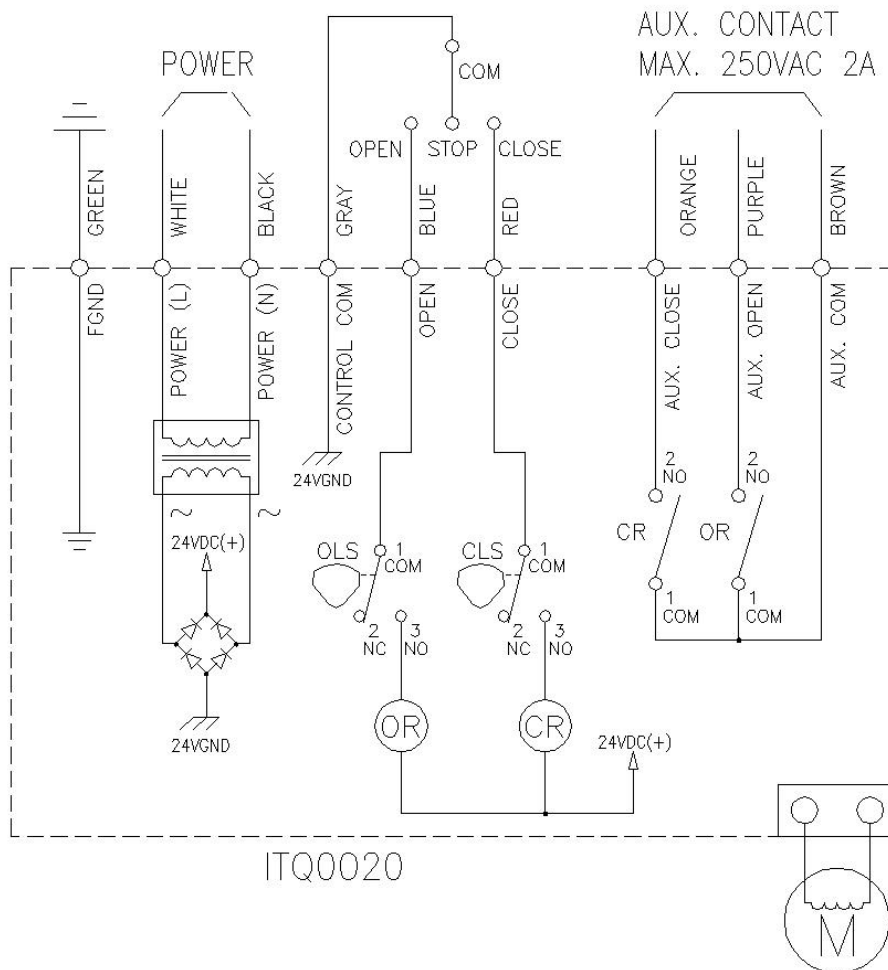 AUX. CONTACT
MAX. 250VAC 2A
POWER
COM
OPEN
STOP
CLOSE
GREEN
WHITE
BLACK
GRAY
BLUE
RED
ORANGE
PURPLE
BROWN
FGND
POWER (L)
POWER (N)
CONTROL COM
OPEN
CLOSE
AUX. CLOSE
AUX. OPEN
AUX. COM
24VGND
2
NO
2
NO
~
~
CR
OR
24VDC(+)
OLS
1
COM
CLS
1
COM
1
COM
1
COM
2
NC
3
NO
2
NC
3
NO
OR
CR
24VGND
24VDC(+)
ITQ0020
M